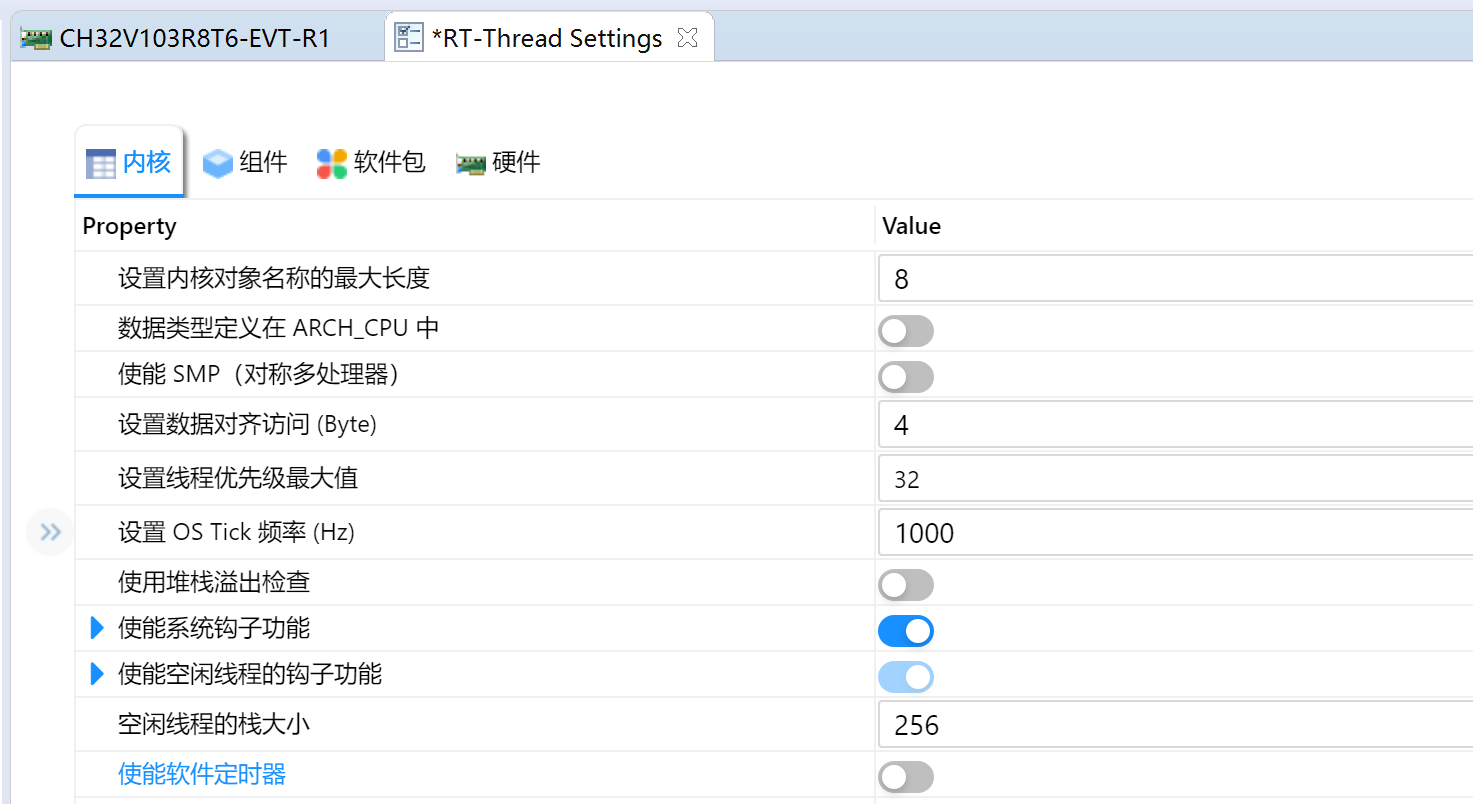 CH32V103R8T6-EVT-R1 *RT-Thread Settings
内核 组件 软件包 硬件
Property Value
设置内核对象名称的最大长度 8
数据类型定义在 ARCH_CPU 中
使能 SMP（对称多处理器）
设置数据对齐访问 (Byte) 4
设置线程优先级最大值 32
设置 OS Tick 频率 (Hz) 1000
使用堆栈溢出检查
使能系统钩子功能
使能空闲线程的钩子功能
空闲线程的栈大小 256
使能软件定时器